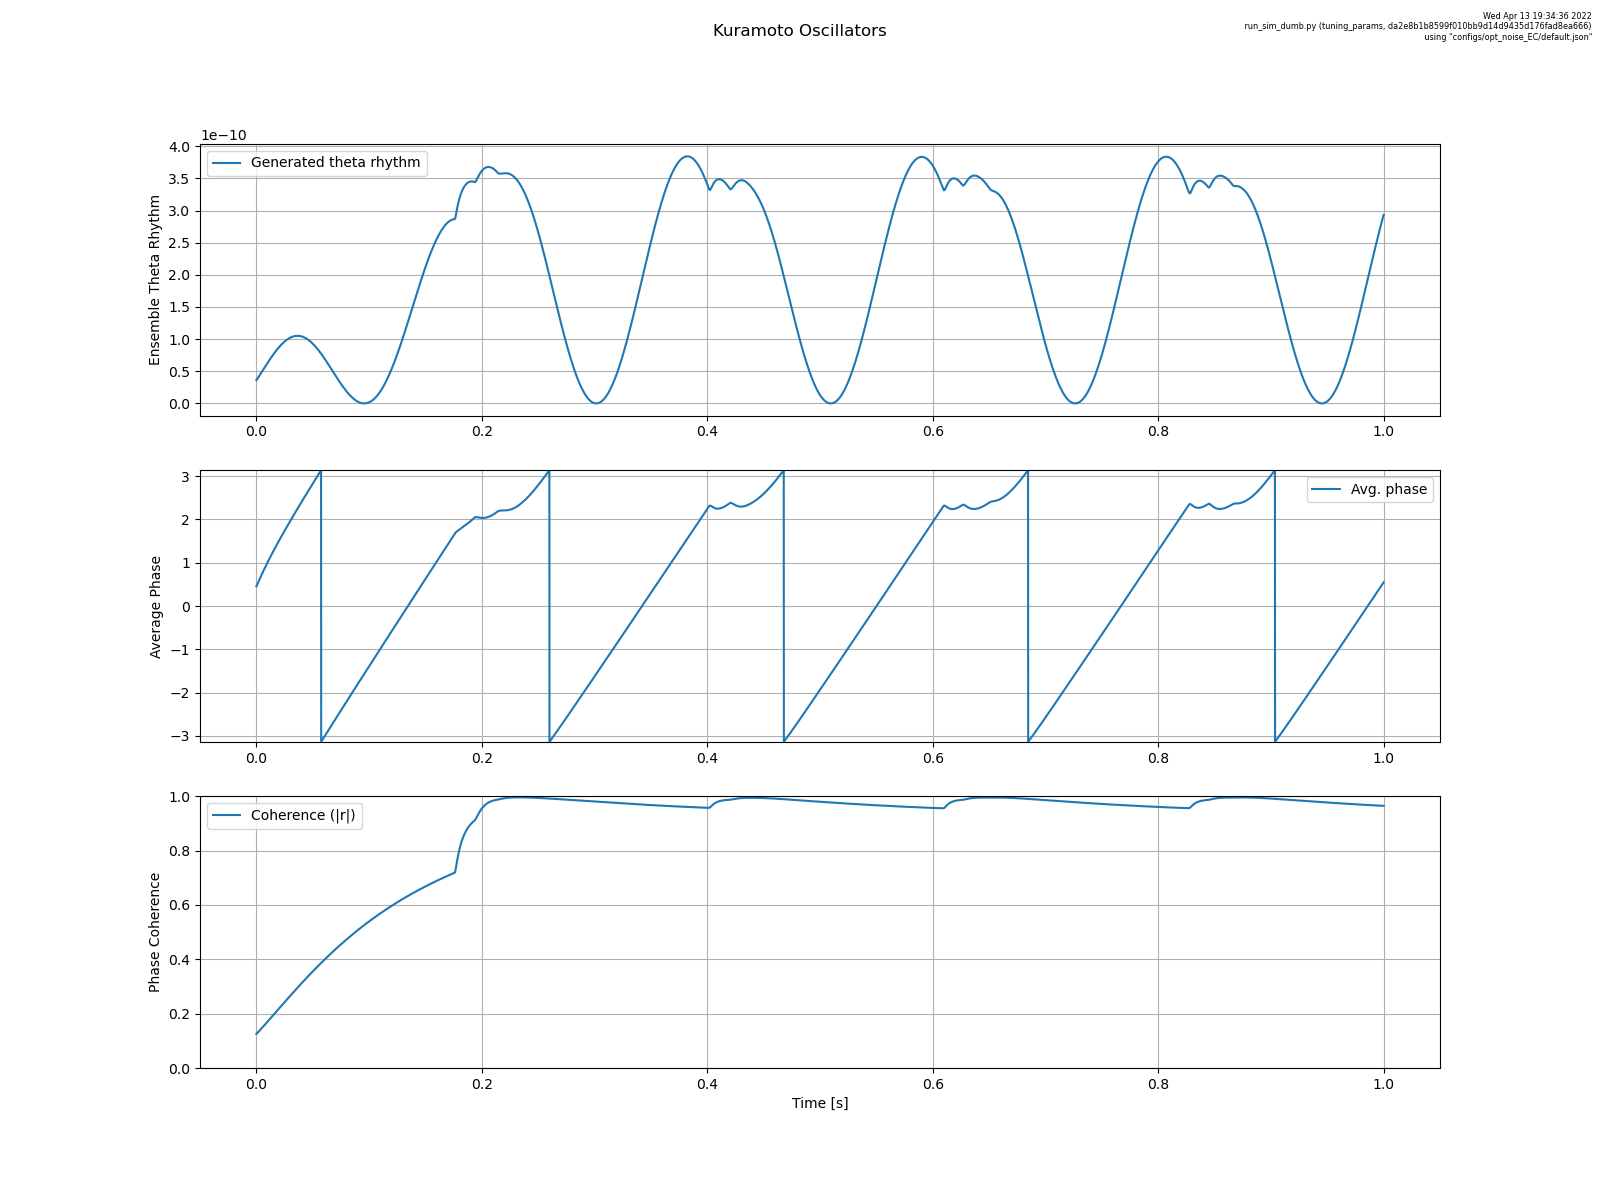 Wed Apr 13 19:34:36 2022
run_sim_dumb.py (tuning_params, da2e8b1b8599f010bb9d14d9435d176fad8ea666)
using "configs/opt_noise_EC/default.json"
Kuramoto Oscillators
1e−10
Generated theta rhythm
Ensemble Theta Rhythm
4.0
3.5
3.0
2.5
2.0
1.5
1.0
0.5
0.0
0.0 0.2 0.4 0.6 0.8 1.0
Avg. phase
Average Phase
3
2
1
0
−1
−2
−3
0.0 0.2 0.4 0.6 0.8 1.0
Coherence (|r|)
Phase Coherence
1.0
0.8
0.6
0.4
0.2
0.0
0.0 0.2 0.4 0.6 0.8 1.0
Time [s]